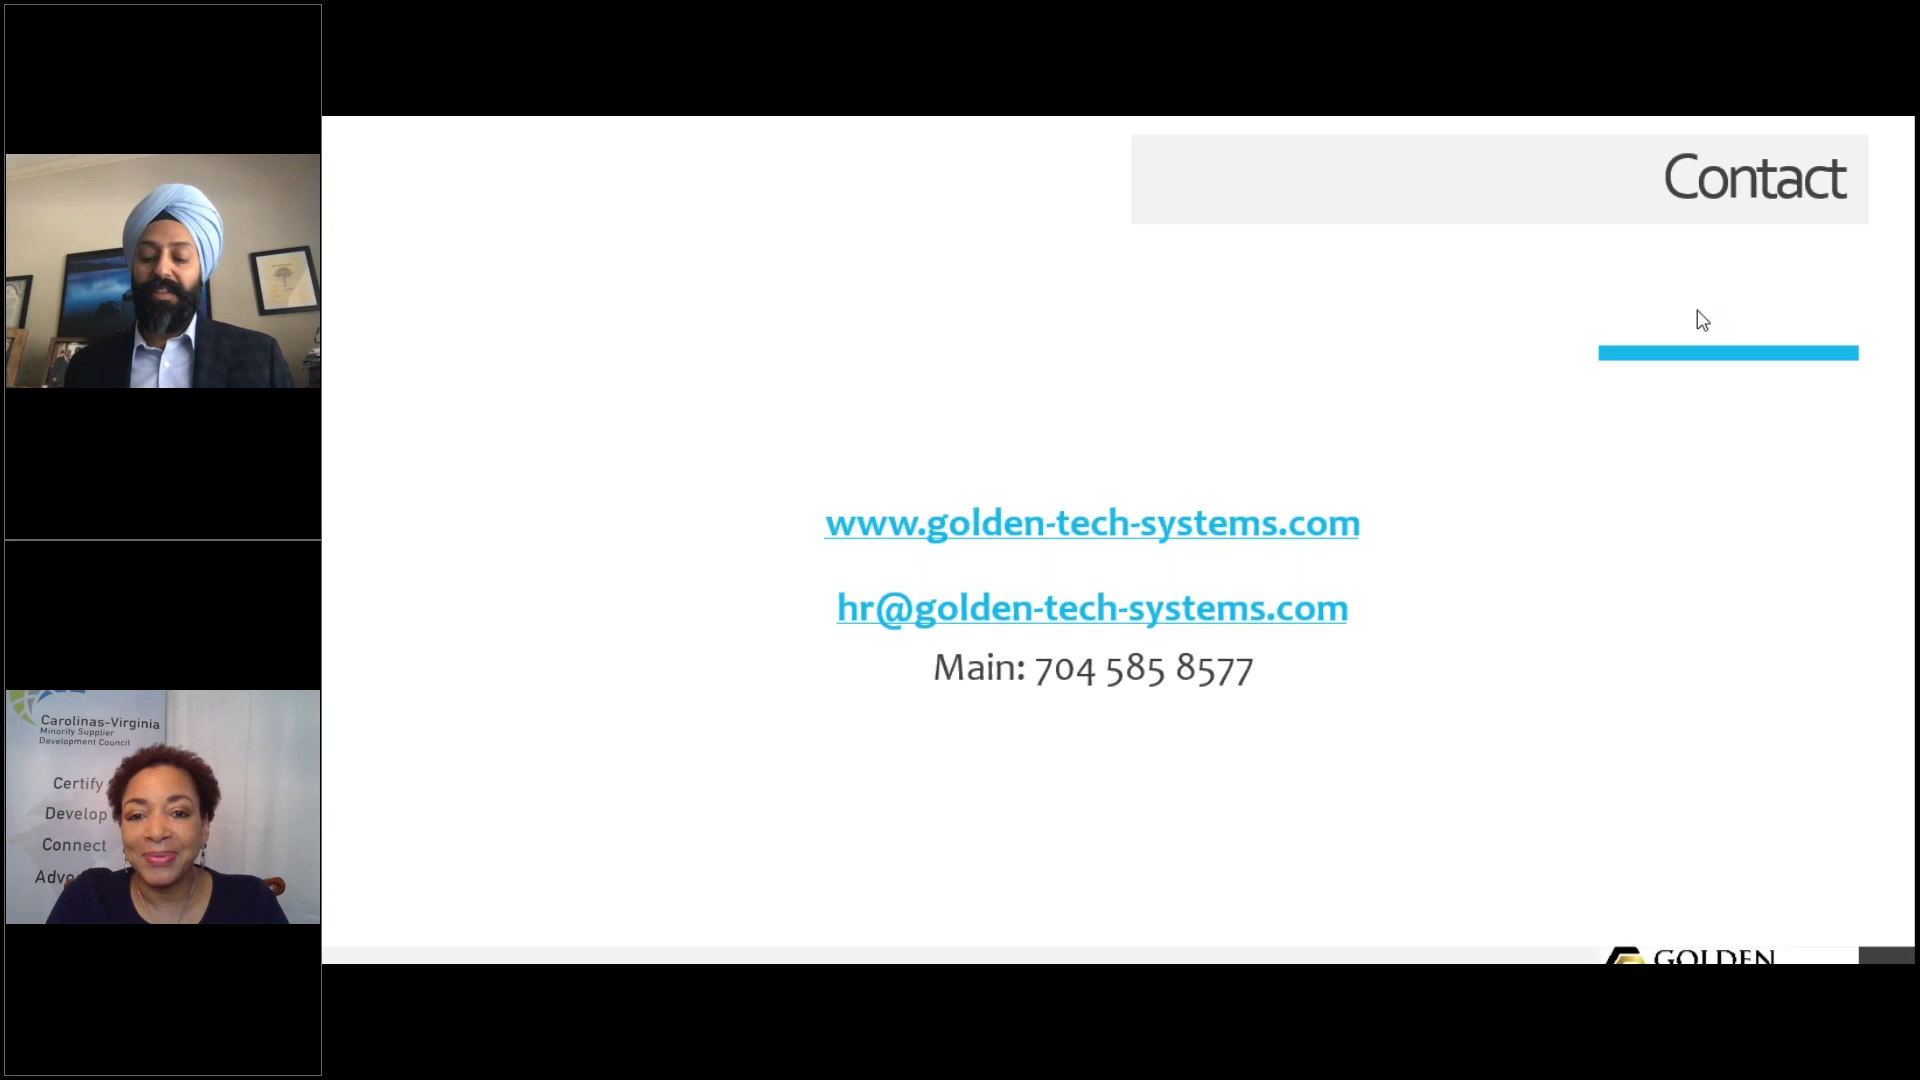 Contact
www.golden-tech-systems.com
hr@golden-tech-systems.com
Main: 704 585 8577
GOLDEN
Carolinas-Virginia
Minority Supplier
Development Council
Certify
Develop
Connect